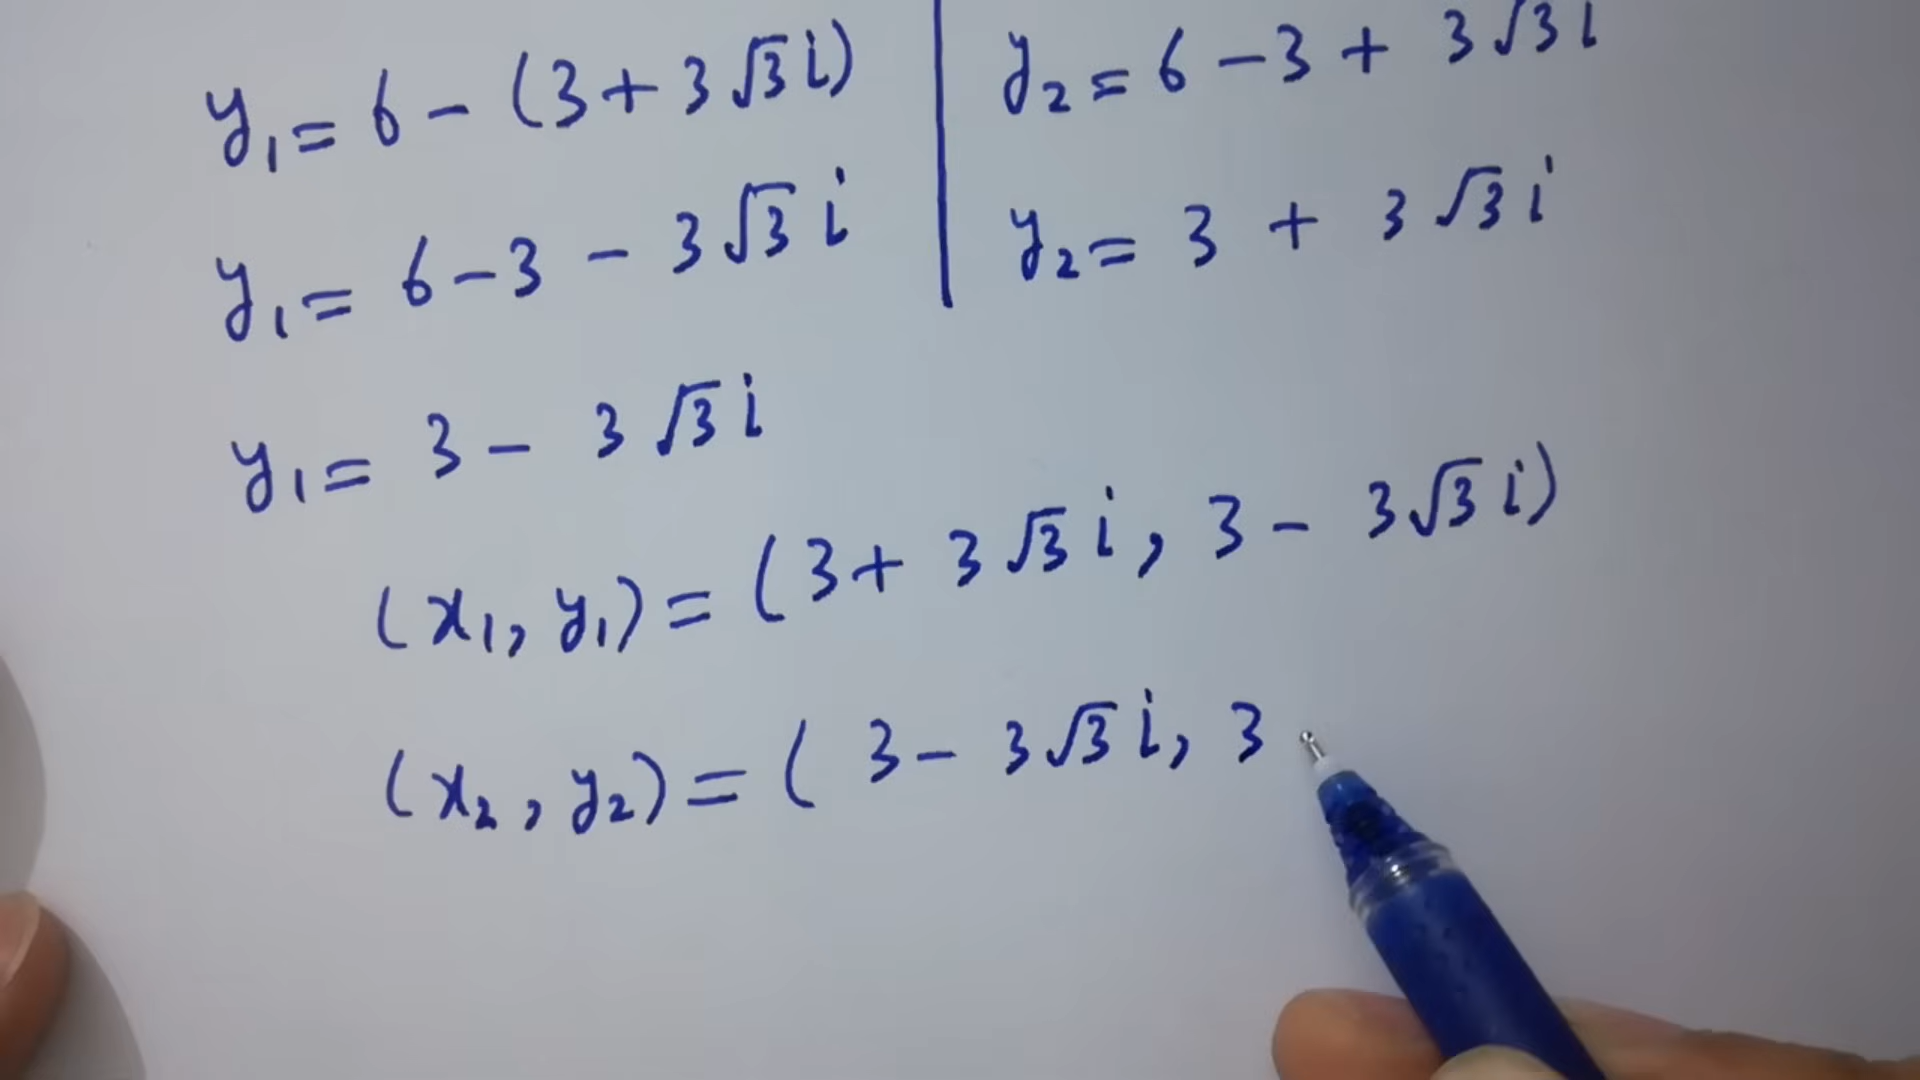 y₁ = 6 - (3 + 3√3 i)
y₁ = 6 - 3 - 3√3 i
y₁ = 3 - 3√3 i
y₂ = 6 - 3 + 3√3 i
y₂ = 3 + 3√3 i
(x₁, y₁) = (3 + 3√3 i, 3 - 3√3 i)
(x₂, y₂) = ( 3 - 3√3 i, 3